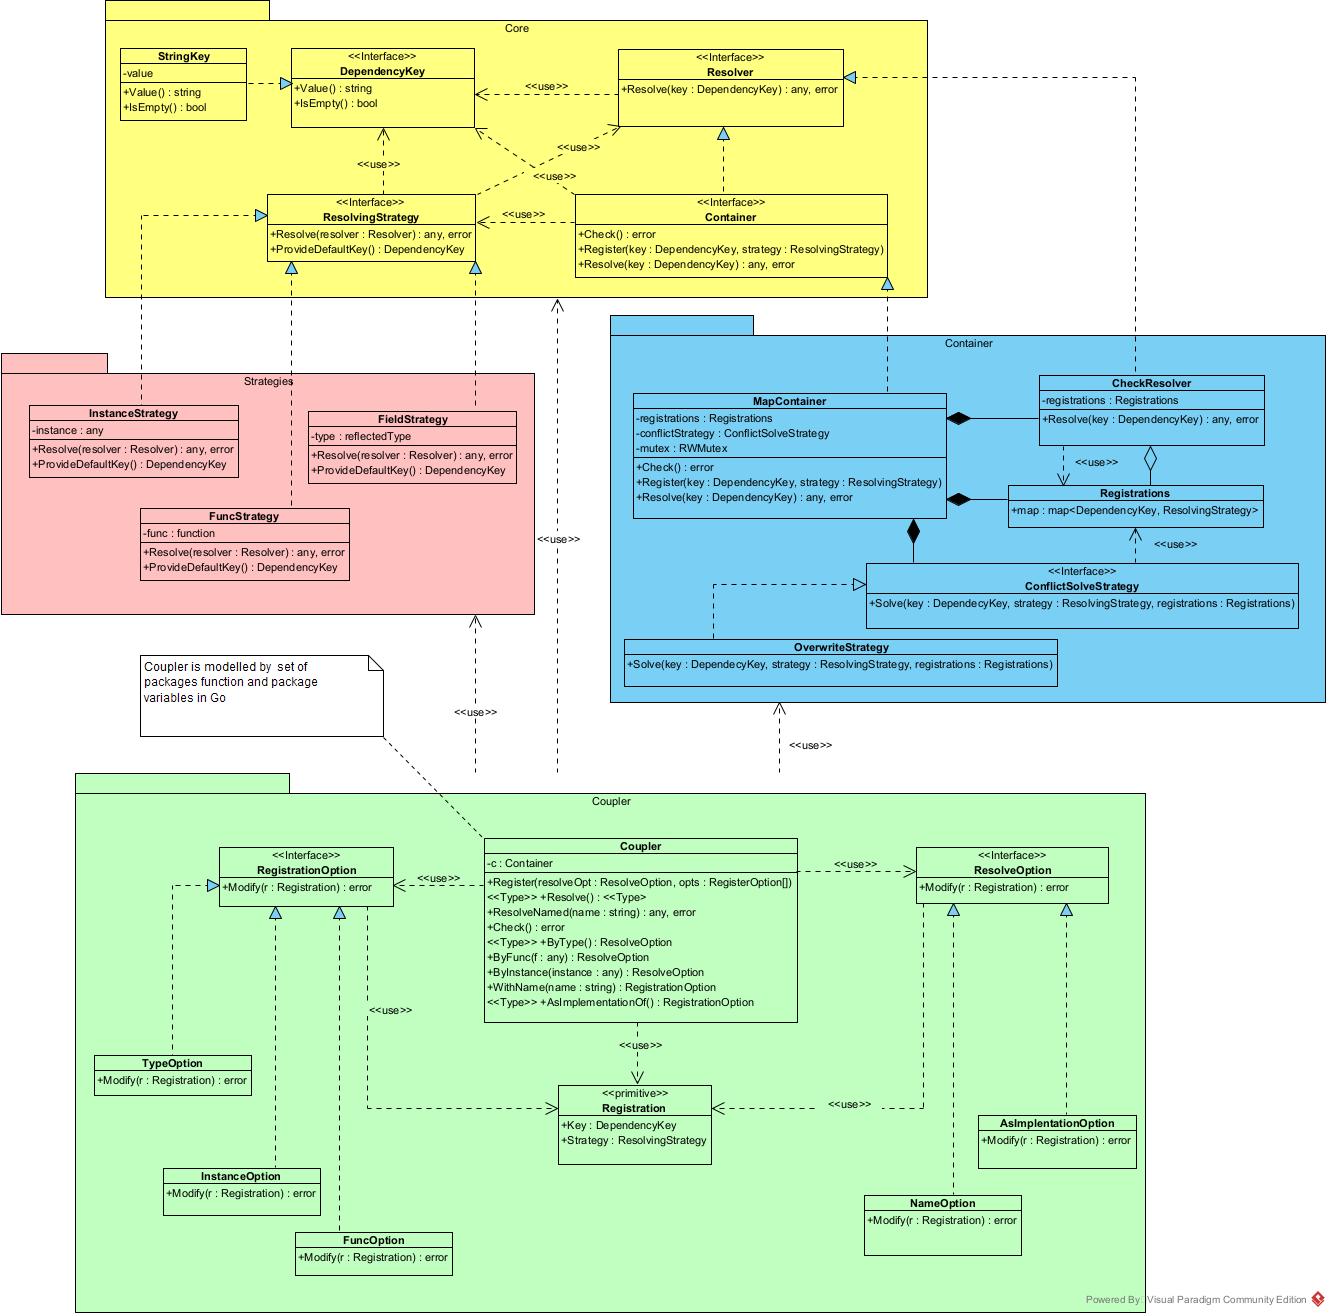 Core
StringKey
-value
+Value() : string
+IsEmpty() : bool
<<Interface>>
DependencyKey
+Value() : string
+IsEmpty() : bool
<<use>>
<<Interface>>
Resolver
+Resolve(key : DependencyKey) : any, error
<<use>>
<<use>>
<<use>>
<<Interface>>
ResolvingStrategy
+Resolve(resolver : Resolver) : any, error
+ProvideDefaultKey() : DependencyKey
<<use>>
<<Interface>>
Container
+Check() : error
+Register(key : DependencyKey, strategy : ResolvingStrategy)
+Resolve(key : DependencyKey) : any, error
Strategies
InstanceStrategy
-instance : any
+Resolve(resolver : Resolver) : any, error
+ProvideDefaultKey() : DependencyKey
FieldStrategy
-type : reflectedType
+Resolve(resolver : Resolver) : any, error
+ProvideDefaultKey() : DependencyKey
FuncStrategy
-func : function
+Resolve(resolver : Resolver) : any, error
+ProvideDefaultKey() : DependencyKey
<<use>>
Container
MapContainer
-registrations : Registrations
-conflictStrategy : ConflictSolveStrategy
-mutex : RWMutex
+Check() : error
+Register(key : DependencyKey, strategy : ResolvingStrategy)
+Resolve(key : DependencyKey) : any, error
CheckResolver
-registrations : Registrations
+Resolve(key : DependencyKey) : any, error
<<use>>
Registrations
+map : map<DependencyKey, ResolvingStrategy>
<<use>>
<<Interface>>
ConflictSolveStrategy
+Solve(key : DependecyKey, strategy : ResolvingStrategy, registrations : Registrations)
OverwriteStrategy
+Solve(key : DependecyKey, strategy : ResolvingStrategy, registrations : Registrations)
Coupler is modelled by  set of
packages function and package
variables in Go
<<use>>
<<use>>
Coupler
<<Interface>>
RegistrationOption
+Modify(r : Registration) : error
<<use>>
Coupler
-c : Container
+Register(resolveOpt : ResolveOption, opts : RegisterOption[])
<<Type>> +Resolve() : <<Type>
+ResolveNamed(name : string) : any, error
+Check() : error
<<Type>> +ByType() : ResolveOption
+ByFunc(f : any) : ResolveOption
+ByInstance(instance : any) : ResolveOption
+WithName(name : string) : RegistrationOption
<<Type>> +AsImplementationOf() : RegistrationOption
<<use>>
<<Interface>>
ResolveOption
+Modify(r : Registration) : error
<<use>>
<<use>>
TypeOption
+Modify(r : Registration) : error
<<primitive>>
Registration
+Key : DependencyKey
+Strategy : ResolvingStrategy
<<use>>
AsImplentationOption
+Modify(r : Registration) : error
InstanceOption
+Modify(r : Registration) : error
NameOption
+Modify(r : Registration) : error
FuncOption
+Modify(r : Registration) : error
Powered By: Visual Paradigm Community Edition